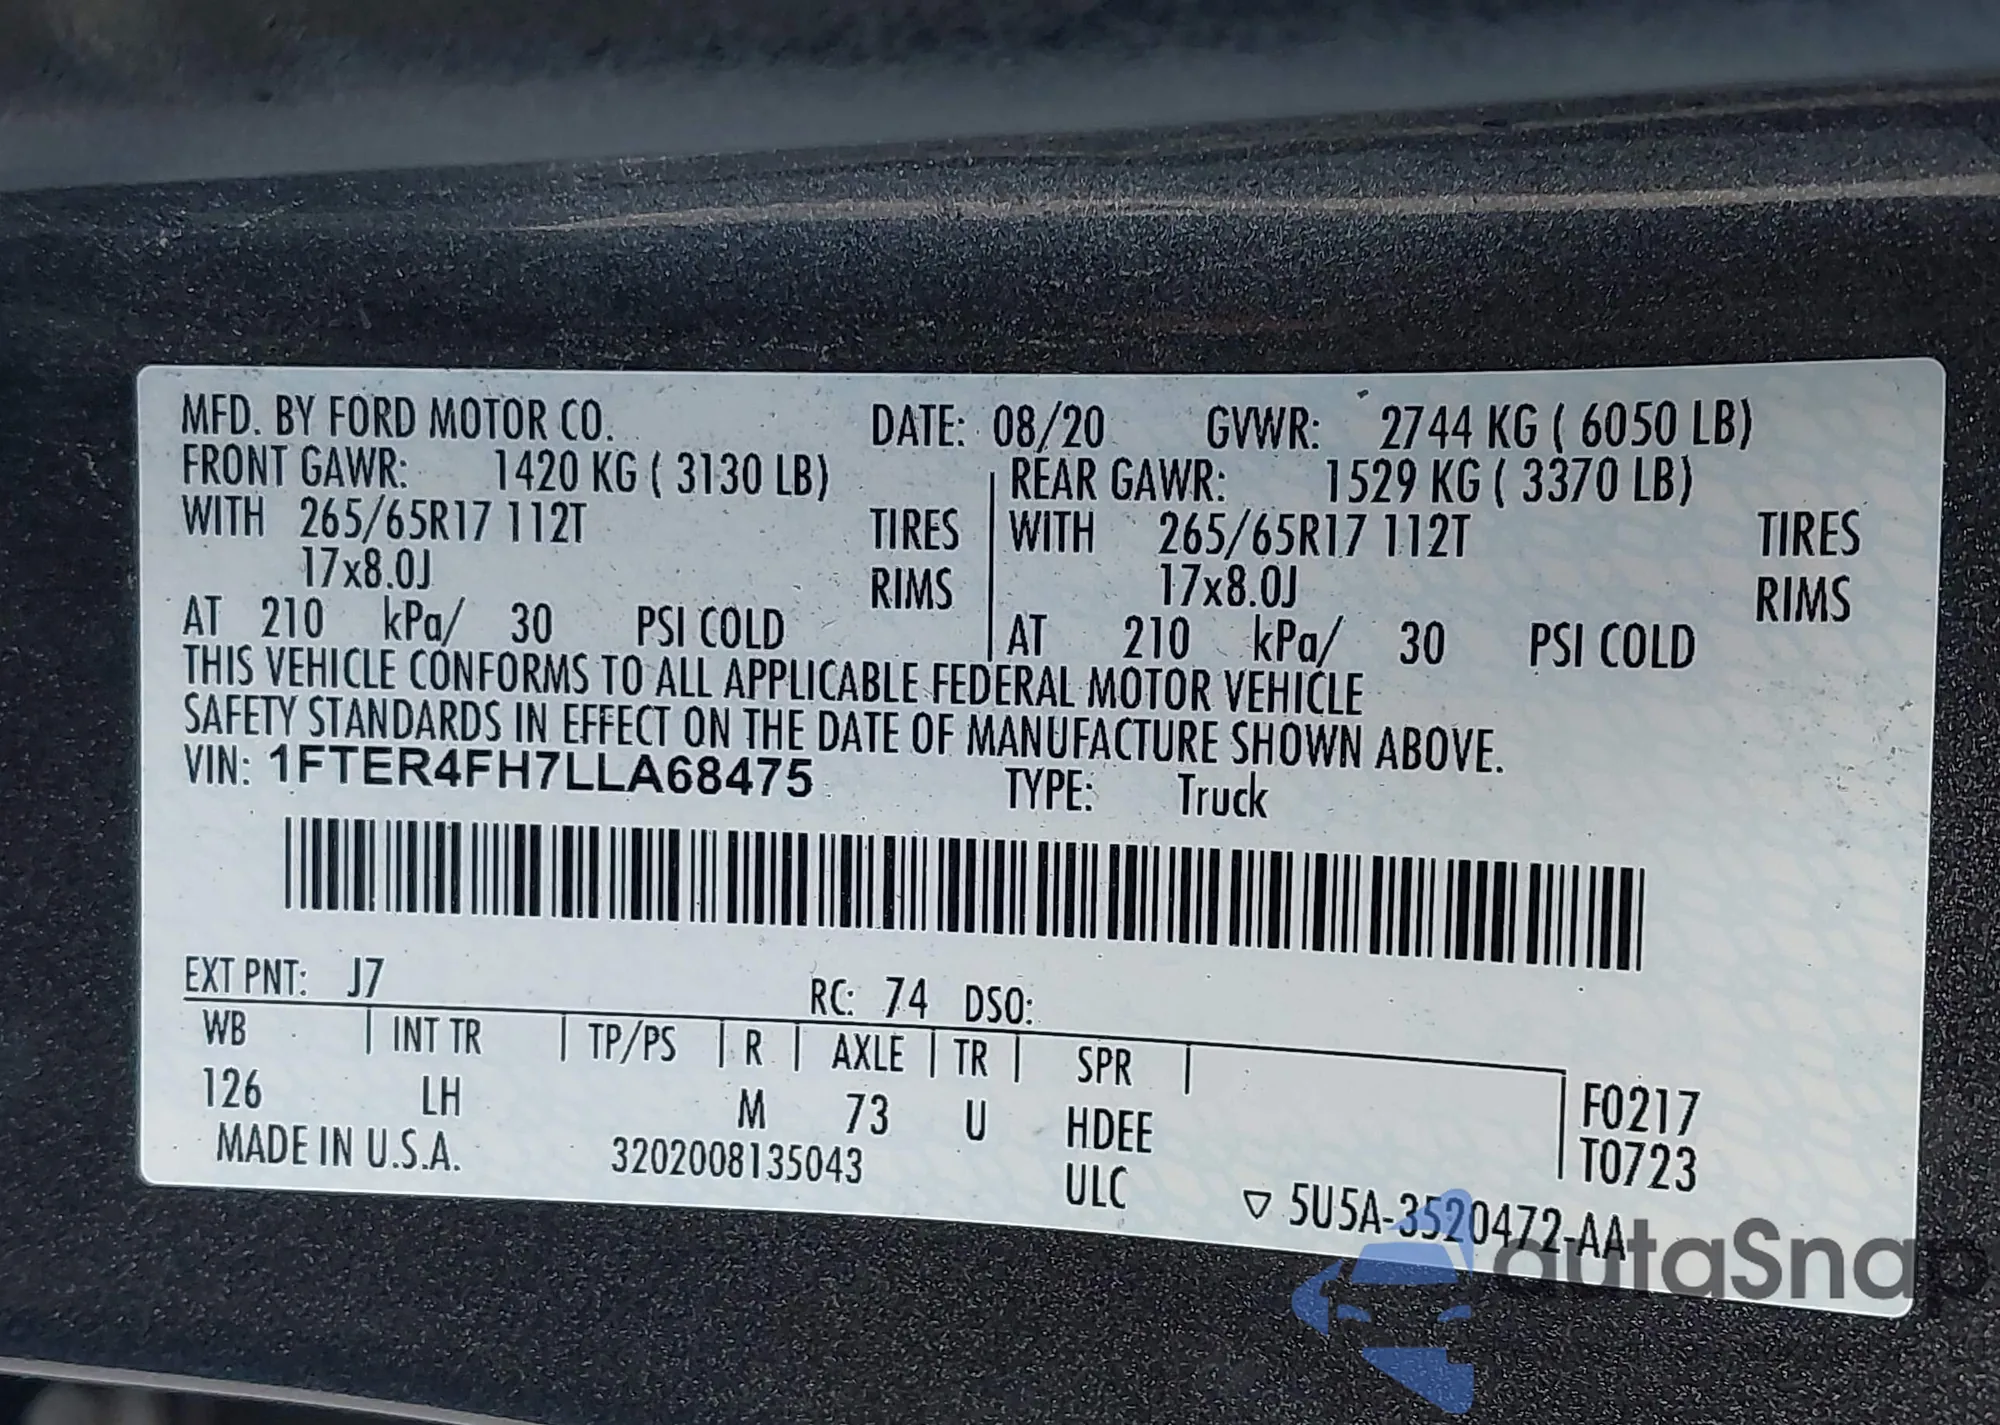 MFD. BY FORD MOTOR CO. DATE: 08/20 GVWR: 2744 KG ( 6050 LB)
FRONT GAWR: 1420 KG ( 3130 LB) REAR GAWR: 1529 KG ( 3370 LB)
WITH 265/65R17 112T TIRES WITH 265/65R17 112T TIRES
17x8.0J RIMS 17x8.0J RIMS
AT 210 kPa/ 30 PSI COLD AT 210 kPa/ 30 PSI COLD
THIS VEHICLE CONFORMS TO ALL APPLICABLE FEDERAL MOTOR VEHICLE
SAFETY STANDARDS IN EFFECT ON THE DATE OF MANUFACTURE SHOWN ABOVE.
VIN: 1FTER4FH7LLA68475 TYPE: Truck
EXT PNT: J7 RC: 74 DSO:
WB | INT TR | TP/PS | R | AXLE | TR | SPR |
126 LH M 73 U HDEE F0217
MADE IN U.S.A. 3202008135043 ULC T0723
▽ 5U5A-3520472-AA
autaSnap